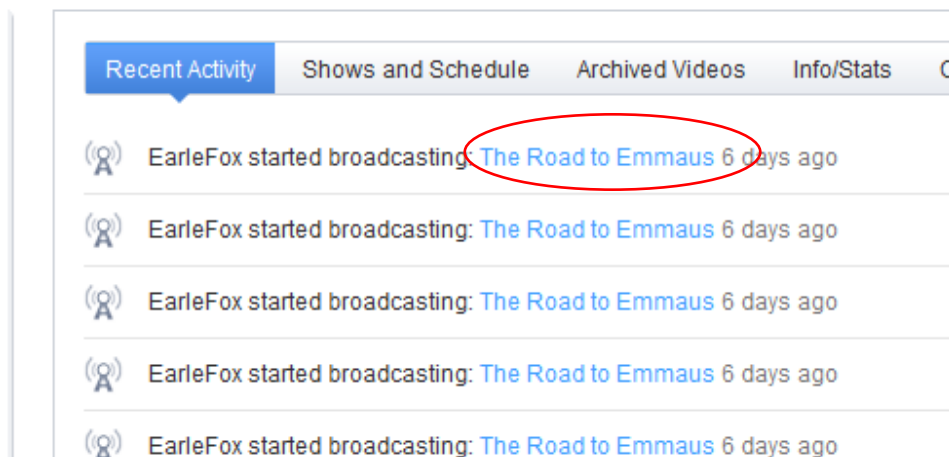 Recent Activity Shows and Schedule Archived Videos Info/Stats
EarleFox started broadcasting: The Road to Emmaus 6 days ago
EarleFox started broadcasting: The Road to Emmaus 6 days ago
EarleFox started broadcasting: The Road to Emmaus 6 days ago
EarleFox started broadcasting: The Road to Emmaus 6 days ago
EarleFox started broadcasting: The Road to Emmaus 6 days ago